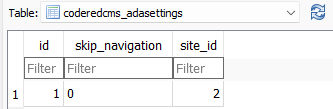 Table: coderedcms_adasettings
id skip_navigation site_id
Filter Filter Filter
1 1 0 2